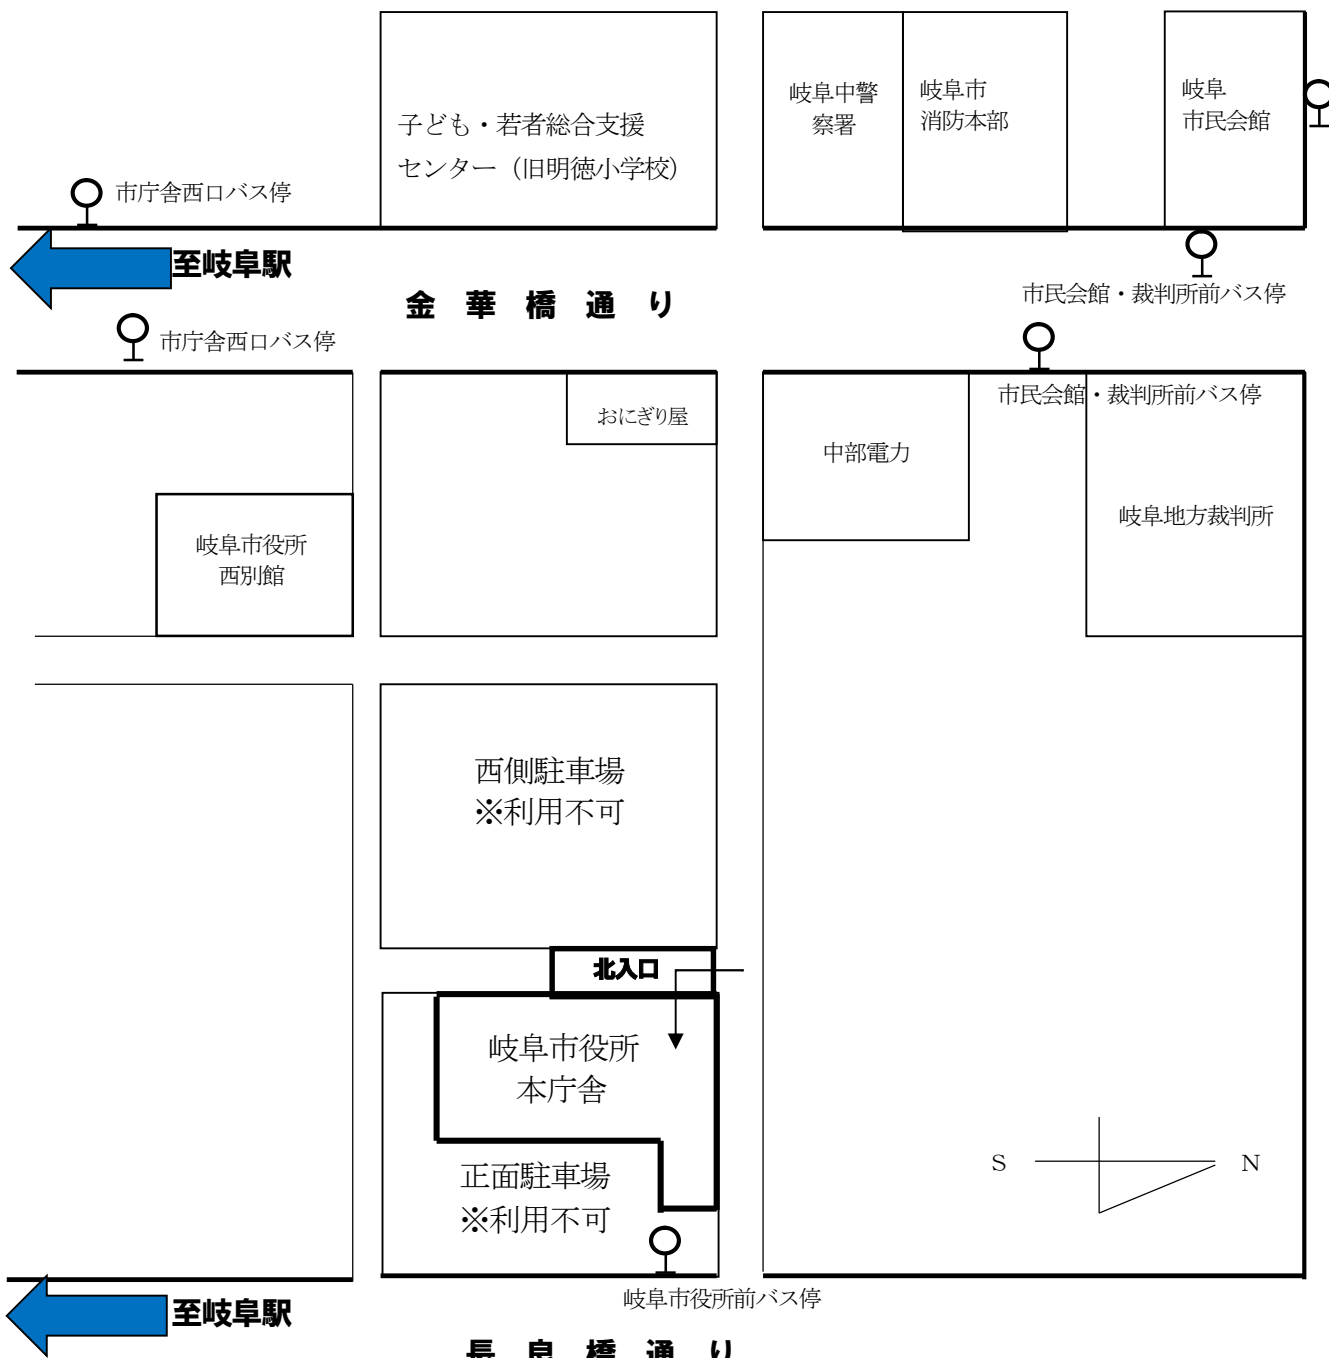 子ども・若者総合支援
センター（旧明徳小学校）
岐阜中警
察署
岐阜市
消防本部
岐阜
市民会館
市庁舎西口バス停
至岐阜駅
金華橋通り
市民会館・裁判所前バス停
市庁舎西口バス停
市民会館・裁判所前バス停
おにぎり屋
中部電力
岐阜地方裁判所
岐阜市役所
西別館
西側駐車場
※利用不可
北入口
岐阜市役所
本庁舎
正面駐車場
※利用不可
S
N
岐阜市役所前バス停
至岐阜駅
長良橋通り